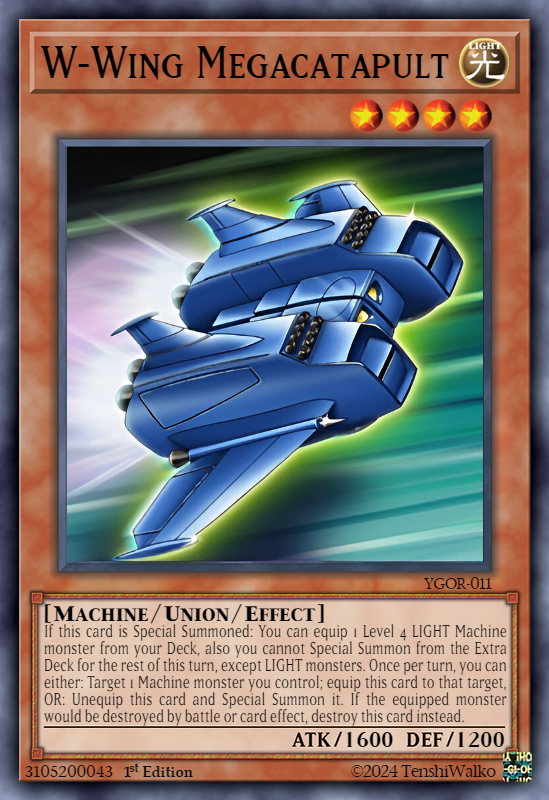 W-Wing Megacatapult
LIGHT
光
YGOR-011
[Machine/Union/Effect]
If this card is Special Summoned: You can equip 1 Level 4 LIGHT Machine
monster from your Deck, also you cannot Special Summon from the Extra
Deck for the rest of this turn, except LIGHT monsters. Once per turn, you can
either: Target 1 Machine monster you control; equip this card to that target,
OR: Unequip this card and Special Summon it. If the equipped monster
would be destroyed by battle or card effect, destroy this card instead.
ATK/1600 DEF/1200
3105200043 1st Edition ©2024 TenshiWalko